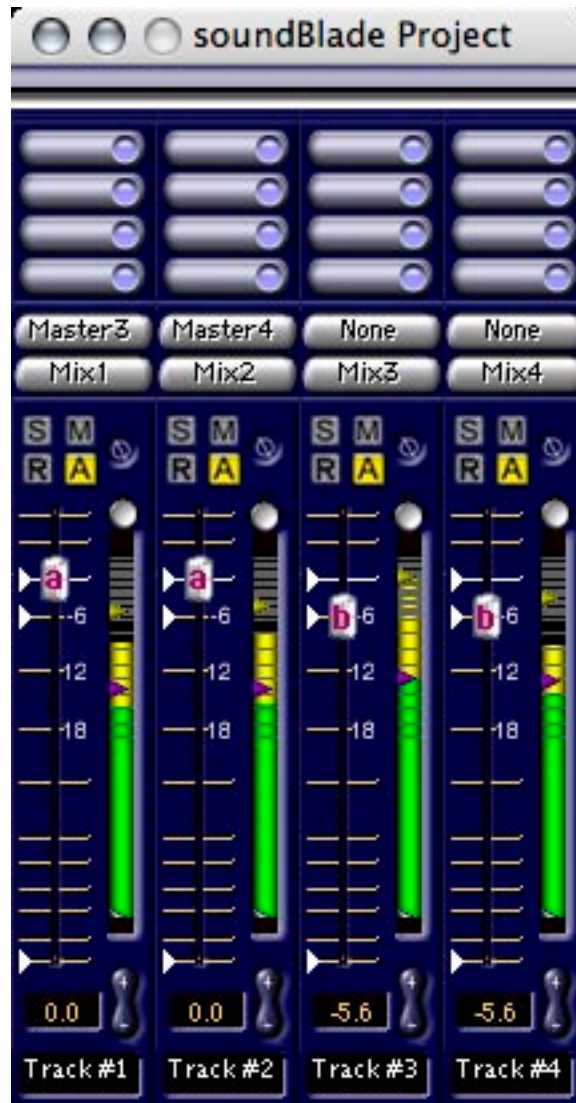 soundBlade Project
Master3 Master4 None None
Mix1 Mix2 Mix3 Mix4
S M S M S M S M
R A R A R A R A
a a b b
-6 -6 -6 -6
12 12 12 12
18 18 18 18
+ + + +
0.0 0.0 -5.6 -5.6
- - - -
Track #1 Track #2 Track #3 Track #4